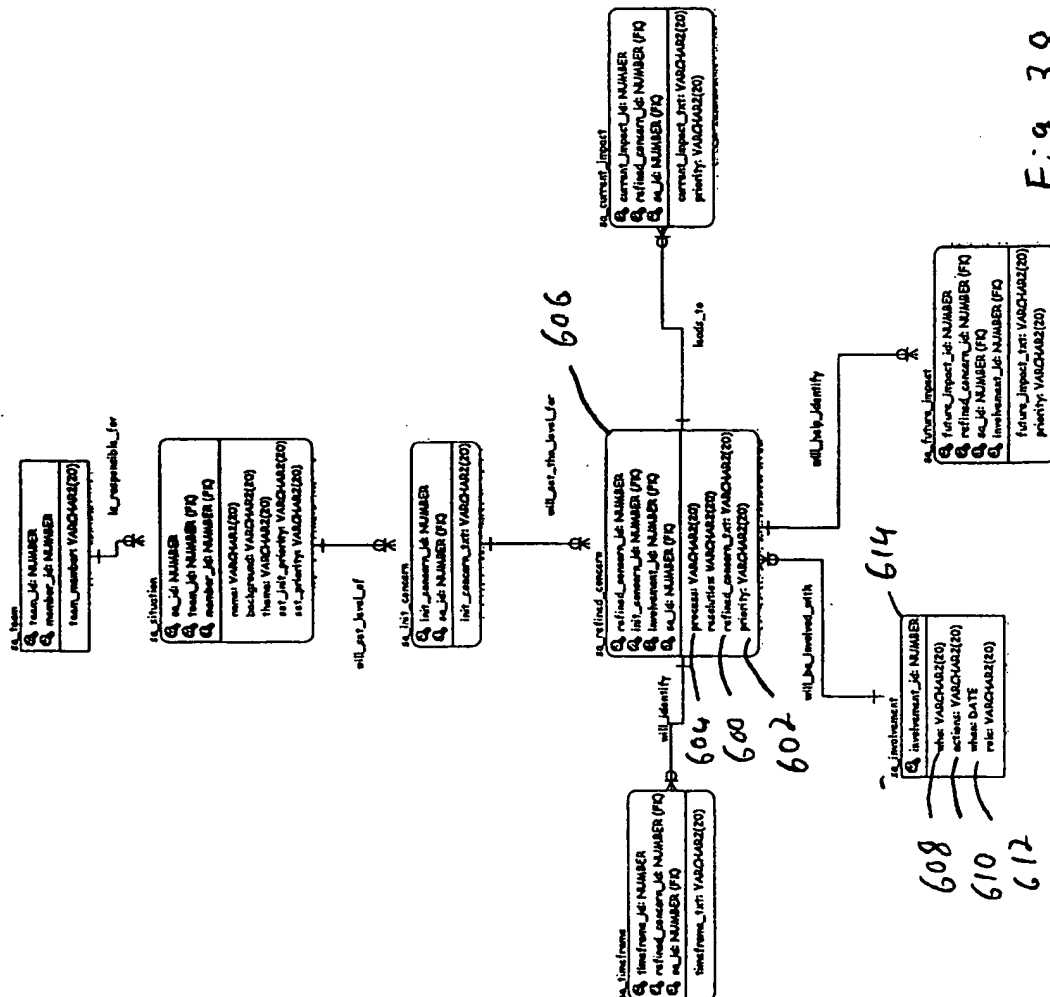 sa_team
team_id: NUMBER
member_id: NUMBER
team_member: VARCHAR2(20)
is_responsible_for
sa_situation
sa_id: NUMBER
team_id: NUMBER (FK)
member_id: NUMBER (FK)
name: VARCHAR2(20)
background: VARCHAR2(20)
theme: VARCHAR2(20)
set_init_priority: VARCHAR2(20)
set_priority: VARCHAR2(20)
will_set_level_of
sa_init_concern
init_concern_id: NUMBER
sa_id: NUMBER (FK)
init_concern_txt: VARCHAR2(20)
will_set_the_level_for
606
sa_refined_concern
refined_concern_id: NUMBER
init_concern_id: NUMBER (FK)
involvement_id: NUMBER (FK)
sa_id: NUMBER (FK)
process: VARCHAR2(20)
resolution: VARCHAR2(20)
refined_concern_txt: VARCHAR2(20)
priority: VARCHAR2(20)
604
600
602
leads_to
sa_current_impact
current_impact_id: NUMBER
refined_concern_id: NUMBER (FK)
sa_id: NUMBER (FK)
current_impact_txt: VARCHAR2(20)
priority: VARCHAR2(20)
will_identify
sa_timeframe
timeframe_id: NUMBER
refined_concern_id: NUMBER (FK)
sa_id: NUMBER (FK)
timeframe_txt: VARCHAR2(20)
will_be_involved_with
614
sa_involvement
involvement_id: NUMBER
who: VARCHAR2(20)
actions: VARCHAR2(20)
when: DATE
role: VARCHAR2(20)
608
610
612
will_help_identify
sa_future_impact
future_impact_id: NUMBER
refined_concern_id: NUMBER (FK)
sa_id: NUMBER (FK)
involvement_id: NUMBER (FK)
future_impact_txt: VARCHAR2(20)
priority: VARCHAR2(20)
Fig 30